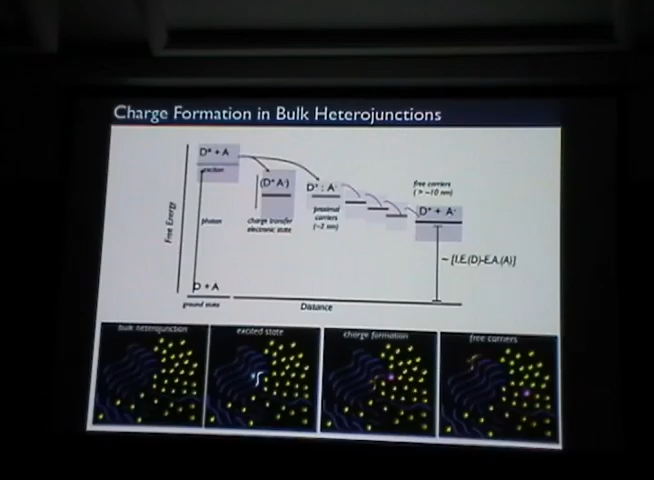 Charge Formation in Bulk Heterojunctions
D* + A
exciton
(D⁺A⁻)
D⁺ : A⁻
free carriers
( > ~10 nm)
D⁺ + A⁻
Free Energy
photon
charge transfer
electronic state
proximal
carriers
(~2 nm)
~ [I.E.(D)-E.A.(A)]
D + A
ground state
Distance
bulk heterojunction
excited state
charge formation
free carriers